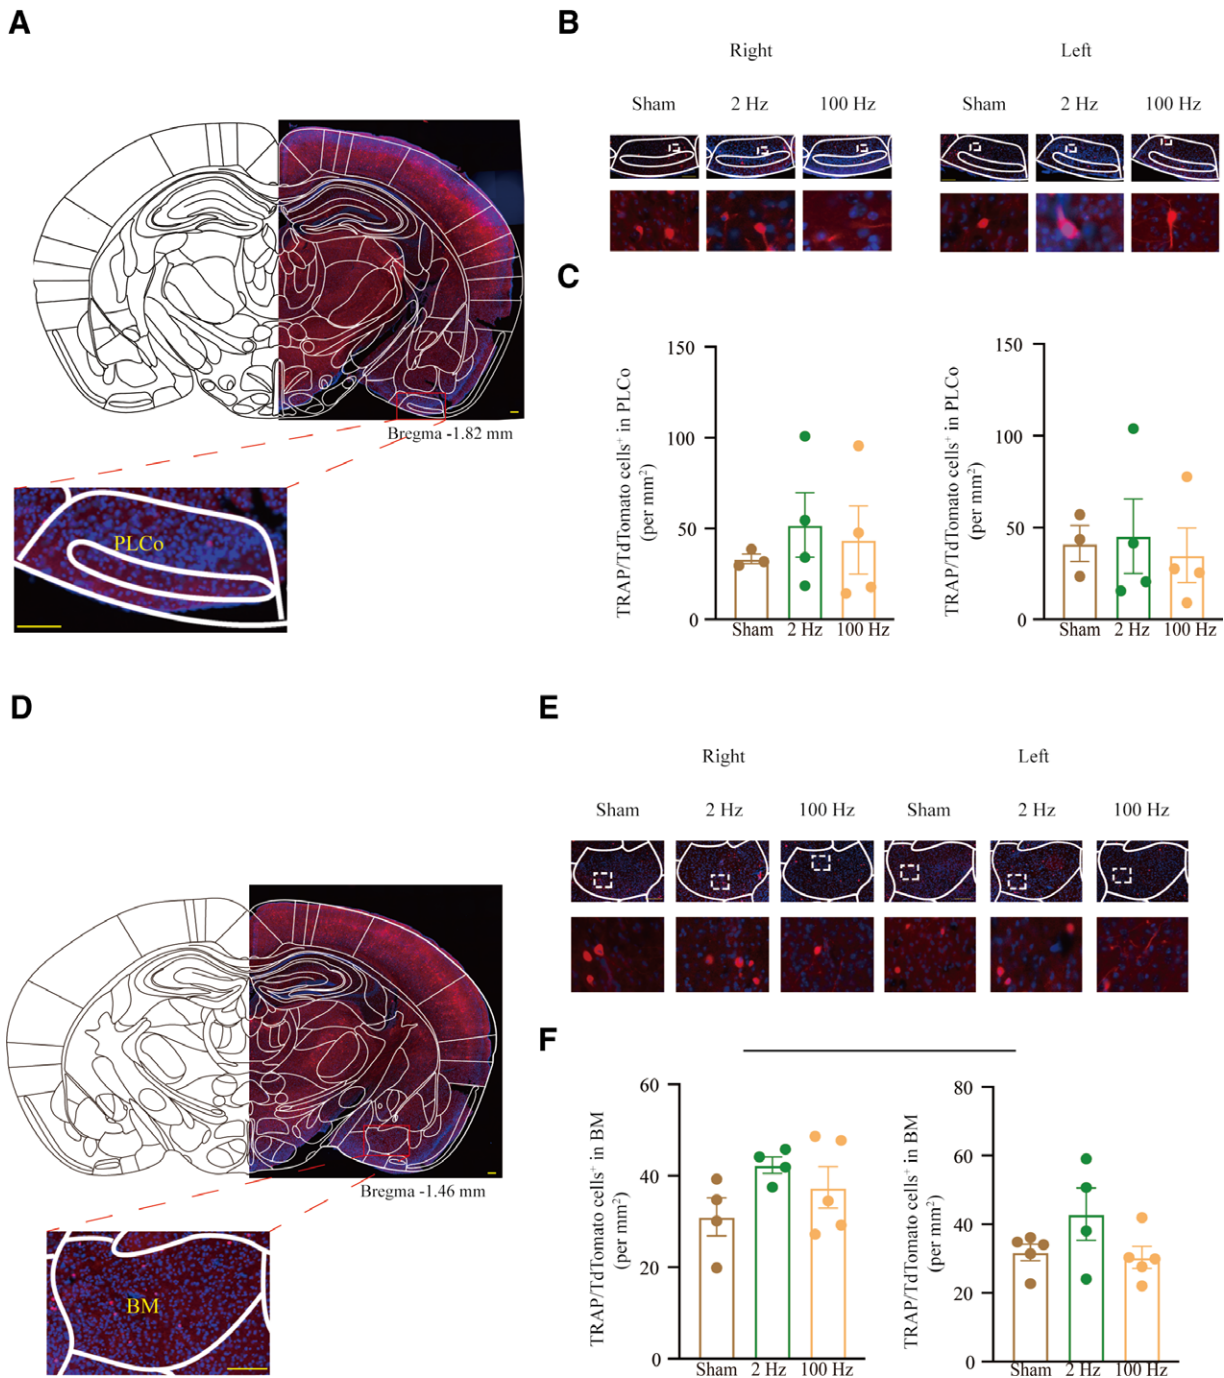 A
B
Right
Left
Sham
2 Hz
100 Hz
Sham
2 Hz
100 Hz
Bregma -1.82 mm
PLCo
C
TRAP/TdTomato cells⁺ in PLCo
(per mm²)
150
100
50
0
Sham
2 Hz
100 Hz
TRAP/TdTomato cells⁺ in PLCo
(per mm²)
150
100
50
0
Sham
2 Hz
100 Hz
D
E
Right
Left
Sham
2 Hz
100 Hz
Sham
2 Hz
100 Hz
Bregma -1.46 mm
BM
F
TRAP/TdTomato cells⁺ in BM
(per mm²)
60
40
20
0
Sham
2 Hz
100 Hz
TRAP/TdTomato cells⁺ in BM
(per mm²)
80
60
40
20
0
Sham
2 Hz
100 Hz